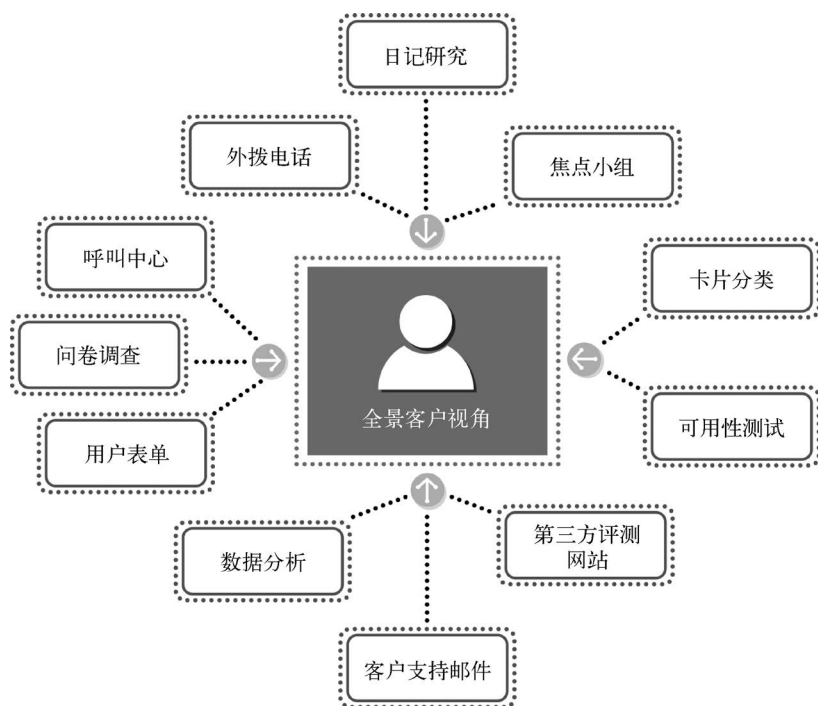 日记研究
外拨电话
焦点小组
呼叫中心
卡片分类
问卷调查
全景客户视角
用户表单
可用性测试
数据分析
第三方评测
网站
客户支持邮件